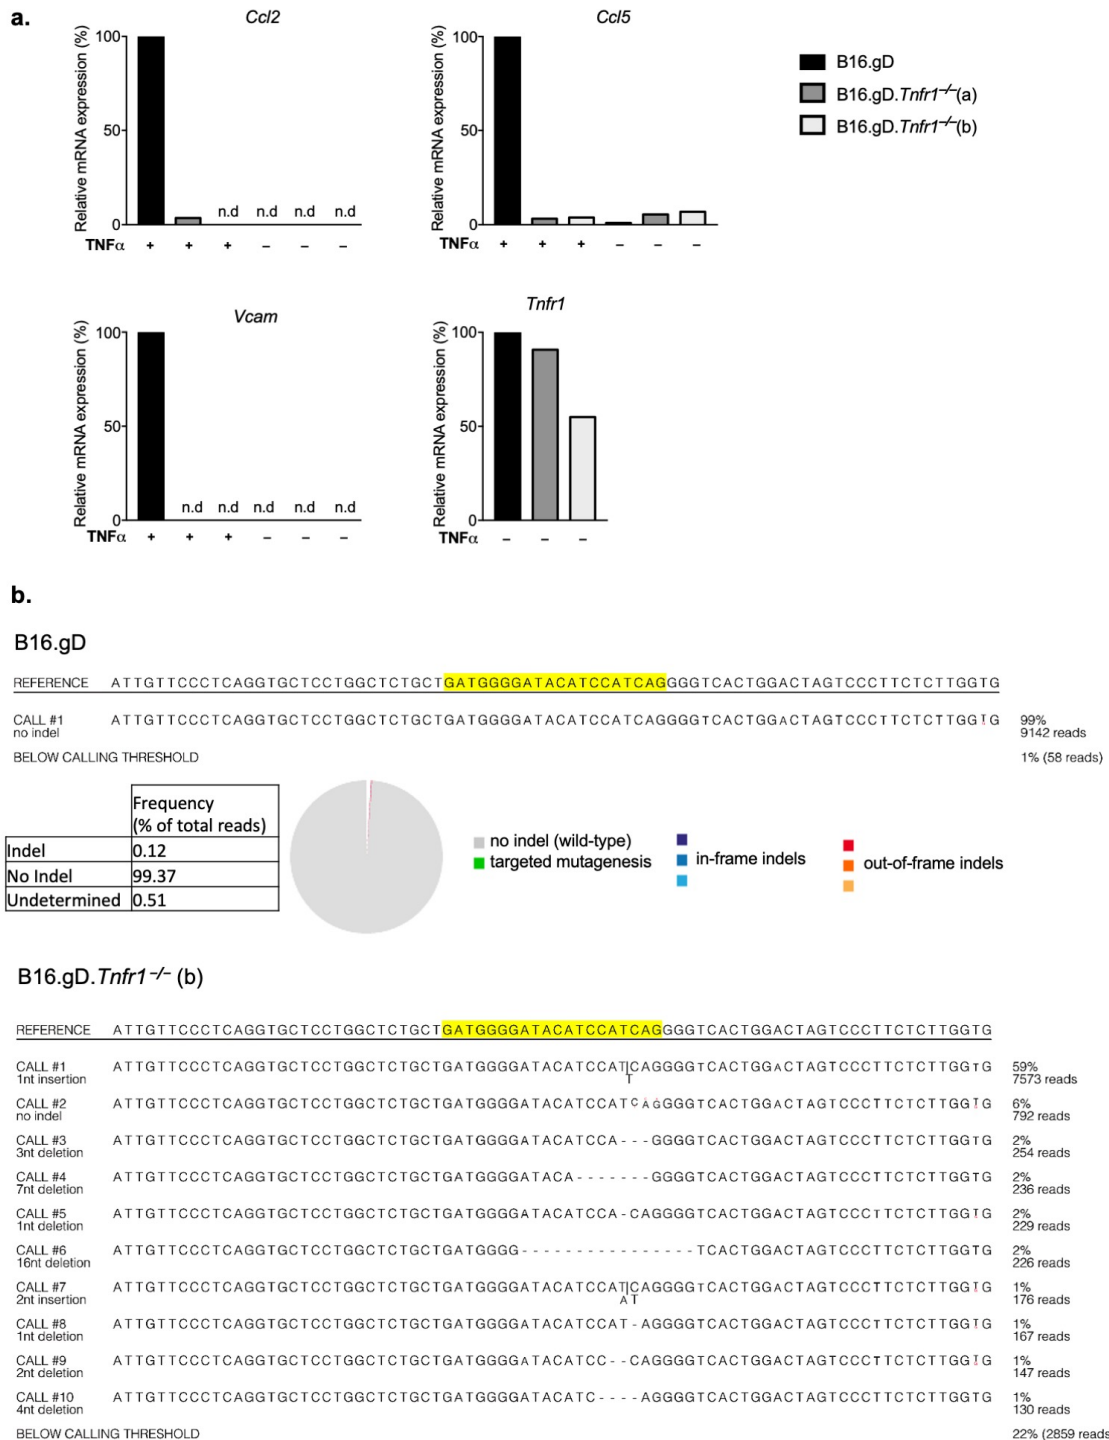 a.
Ccl2
Relative mRNA expression (%)
100
50
0
n.d n.d n.d n.d
TNFα + + + – – –
Ccl5
Relative mRNA expression (%)
100
50
0
TNFα + + + – – –
B16.gD
B16.gD.Tnfr1–/–(a)
B16.gD.Tnfr1–/–(b)
Vcam
Relative mRNA expression (%)
100
50
0
n.d n.d n.d n.d n.d
TNFα + + + – – –
Tnfr1
Relative mRNA expression (%)
100
50
0
TNFα – – –
b.
B16.gD
REFERENCE ATTGTTCCCTCAGGTGCTCCTGGCTCTGCTGATGGGGATACATCCATCAGGGGTCACTGGACTAGTCCCTTCTCTTGGTG
CALL #1 ATTGTTCCCTCAGGTGCTCCTGGCTCTGCTGATGGGGATACATCCATCAGGGGTCACTGGACTAGTCCCTTCTCTTGGTG 99%
no indel 9142 reads
BELOW CALLING THRESHOLD 1% (58 reads)
Frequency
(% of total reads)
Indel 0.12
No Indel 99.37
Undetermined 0.51
no indel (wild-type)
targeted mutagenesis
in-frame indels
out-of-frame indels
B16.gD.Tnfr1–/– (b)
REFERENCE ATTGTTCCCTCAGGTGCTCCTGGCTCTGCTGATGGGGATACATCCATCAGGGGTCACTGGACTAGTCCCTTCTCTTGGTG
CALL #1 ATTGTTCCCTCAGGTGCTCCTGGCTCTGCTGATGGGGATACATCCAT|CAGGGGTCACTGGACTAGTCCCTTCTCTTGGTG 59%
1nt insertion T 7573 reads
CALL #2 ATTGTTCCCTCAGGTGCTCCTGGCTCTGCTGATGGGGATACATCCATCAGGGGTCACTGGACTAGTCCCTTCTCTTGGTG 6%
no indel 792 reads
CALL #3 ATTGTTCCCTCAGGTGCTCCTGGCTCTGCTGATGGGGATACATCCA---GGGGTCACTGGACTAGTCCCTTCTCTTGGTG 2%
3nt deletion 254 reads
CALL #4 ATTGTTCCCTCAGGTGCTCCTGGCTCTGCTGATGGGGATACA-------GGGGTCACTGGACTAGTCCCTTCTCTTGGTG 2%
7nt deletion 236 reads
CALL #5 ATTGTTCCCTCAGGTGCTCCTGGCTCTGCTGATGGGGATACATCCA-CAGGGGTCACTGGACTAGTCCCTTCTCTTGGTG 2%
1nt deletion 229 reads
CALL #6 ATTGTTCCCTCAGGTGCTCCTGGCTCTGCTGATGGGG----------------TCACTGGACTAGTCCCTTCTCTTGGTG 2%
16nt deletion 226 reads
CALL #7 ATTGTTCCCTCAGGTGCTCCTGGCTCTGCTGATGGGGATACATCCAT|CAGGGGTCACTGGACTAGTCCCTTCTCTTGGTG 1%
2nt insertion AT 176 reads
CALL #8 ATTGTTCCCTCAGGTGCTCCTGGCTCTGCTGATGGGGATACATCCAT-AGGGGTCACTGGACTAGTCCCTTCTCTTGGTG 1%
1nt deletion 167 reads
CALL #9 ATTGTTCCCTCAGGTGCTCCTGGCTCTGCTGATGGGGATACATCC--CAGGGGTCACTGGACTAGTCCCTTCTCTTGGTG 1%
2nt deletion 147 reads
CALL #10 ATTGTTCCCTCAGGTGCTCCTGGCTCTGCTGATGGGGATACATC----AGGGGTCACTGGACTAGTCCCTTCTCTTGGTG 1%
4nt deletion 130 reads
BELOW CALLING THRESHOLD 22% (2859 reads